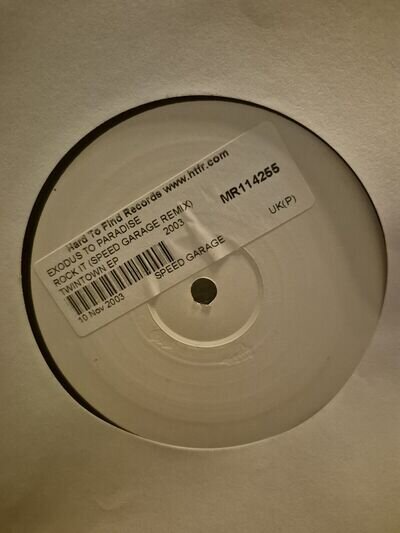 Hard To Find Records www.htfr.com
EXODUS TO PARADISE
MR114255
ROCK IT (SPEED GARAGE REMIX)
2003
UK(P)
TWINTOWN EP
SPEED GARAGE
10 Nov 2003